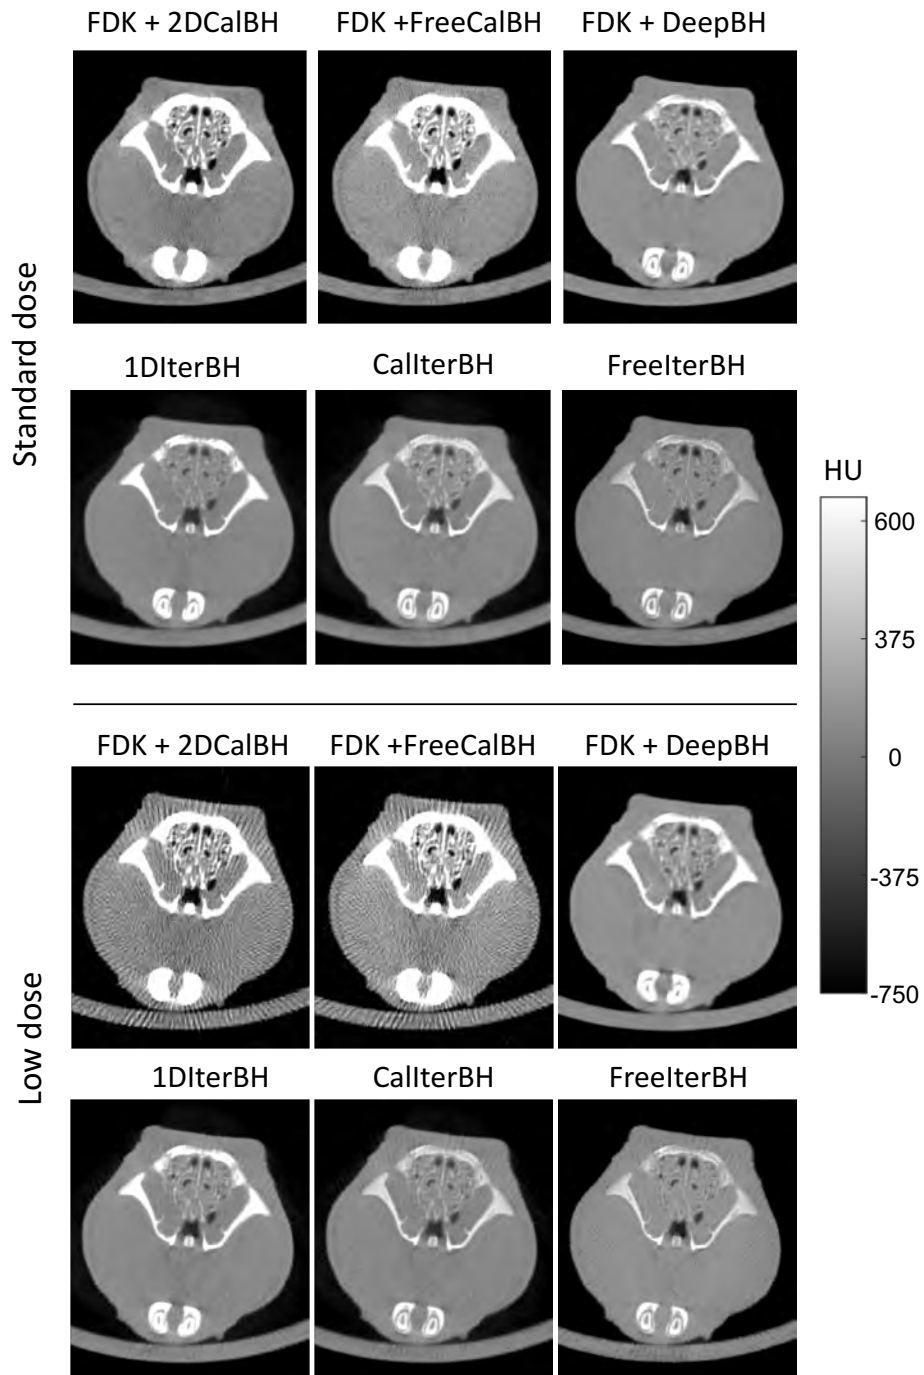 FDK + 2DCalBH
FDK +FreeCalBH
FDK + DeepBH
Standard dose
1DIterBH
CalIterBH
FreeIterBH
HU
600
375
0
-375
-750
FDK + 2DCalBH
FDK +FreeCalBH
FDK + DeepBH
Low dose
1DIterBH
CalIterBH
FreeIterBH